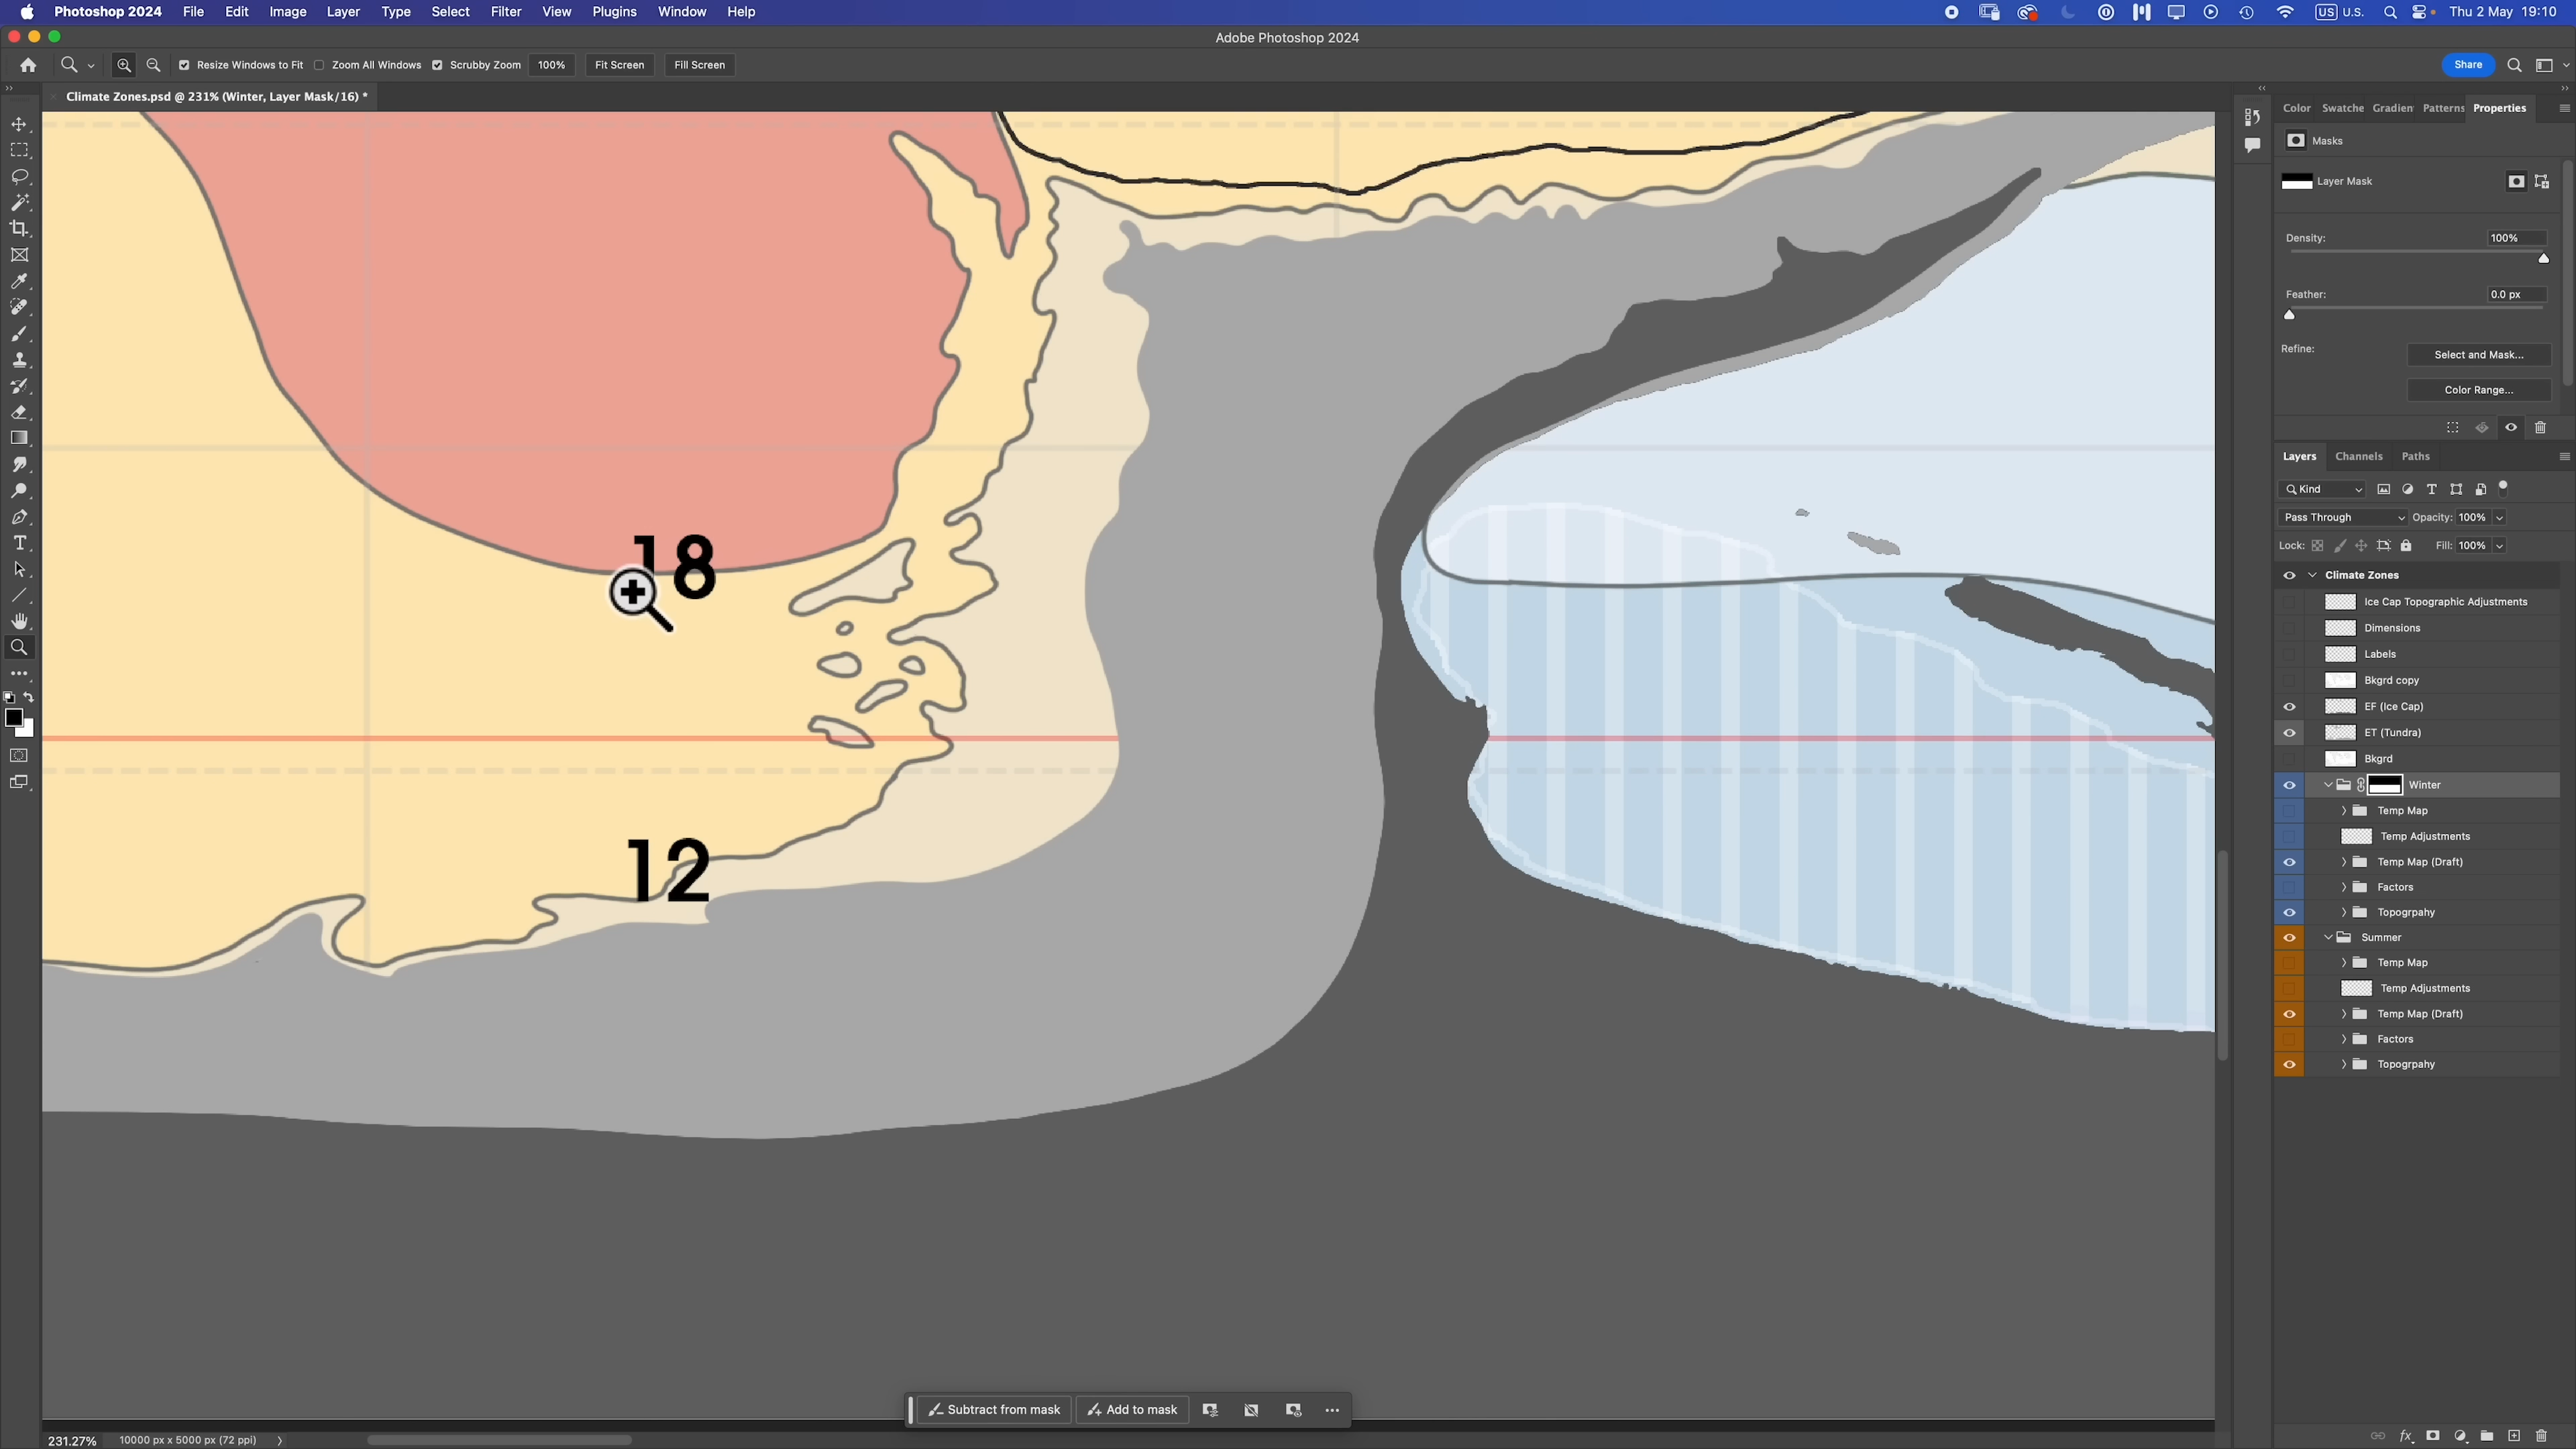 Photoshop 2024 File Edit Image Layer Type Select Filter View Plugins Window Help US U.S. Thu 2 May 19:10
Adobe Photoshop 2024
Resize Windows to Fit Zoom All Windows Scrubby Zoom 100% Fit Screen Fill Screen Share
Climate Zones.psd @ 231% (Winter, Layer Mask/16) *
Color Swatche Gradien Patterns Properties
Masks
Layer Mask
Density: 100%
Feather: 0.0 px
Refine: Select and Mask...
Color Range...
Layers Channels Paths
Kind
Pass Through Opacity: 100%
Lock: Fill: 100%
Climate Zones
Ice Cap Topographic Adjustments
Dimensions
Labels
Bkgrd copy
EF (Ice Cap)
ET (Tundra)
Bkgrd
Winter
Temp Map
Temp Adjustments
Temp Map (Draft)
Factors
Topogrpahy
Summer
Temp Map
Temp Adjustments
Temp Map (Draft)
Factors
Topogrpahy
18
12
Subtract from mask Add to mask
231.27% 10000 px x 5000 px (72 ppi)